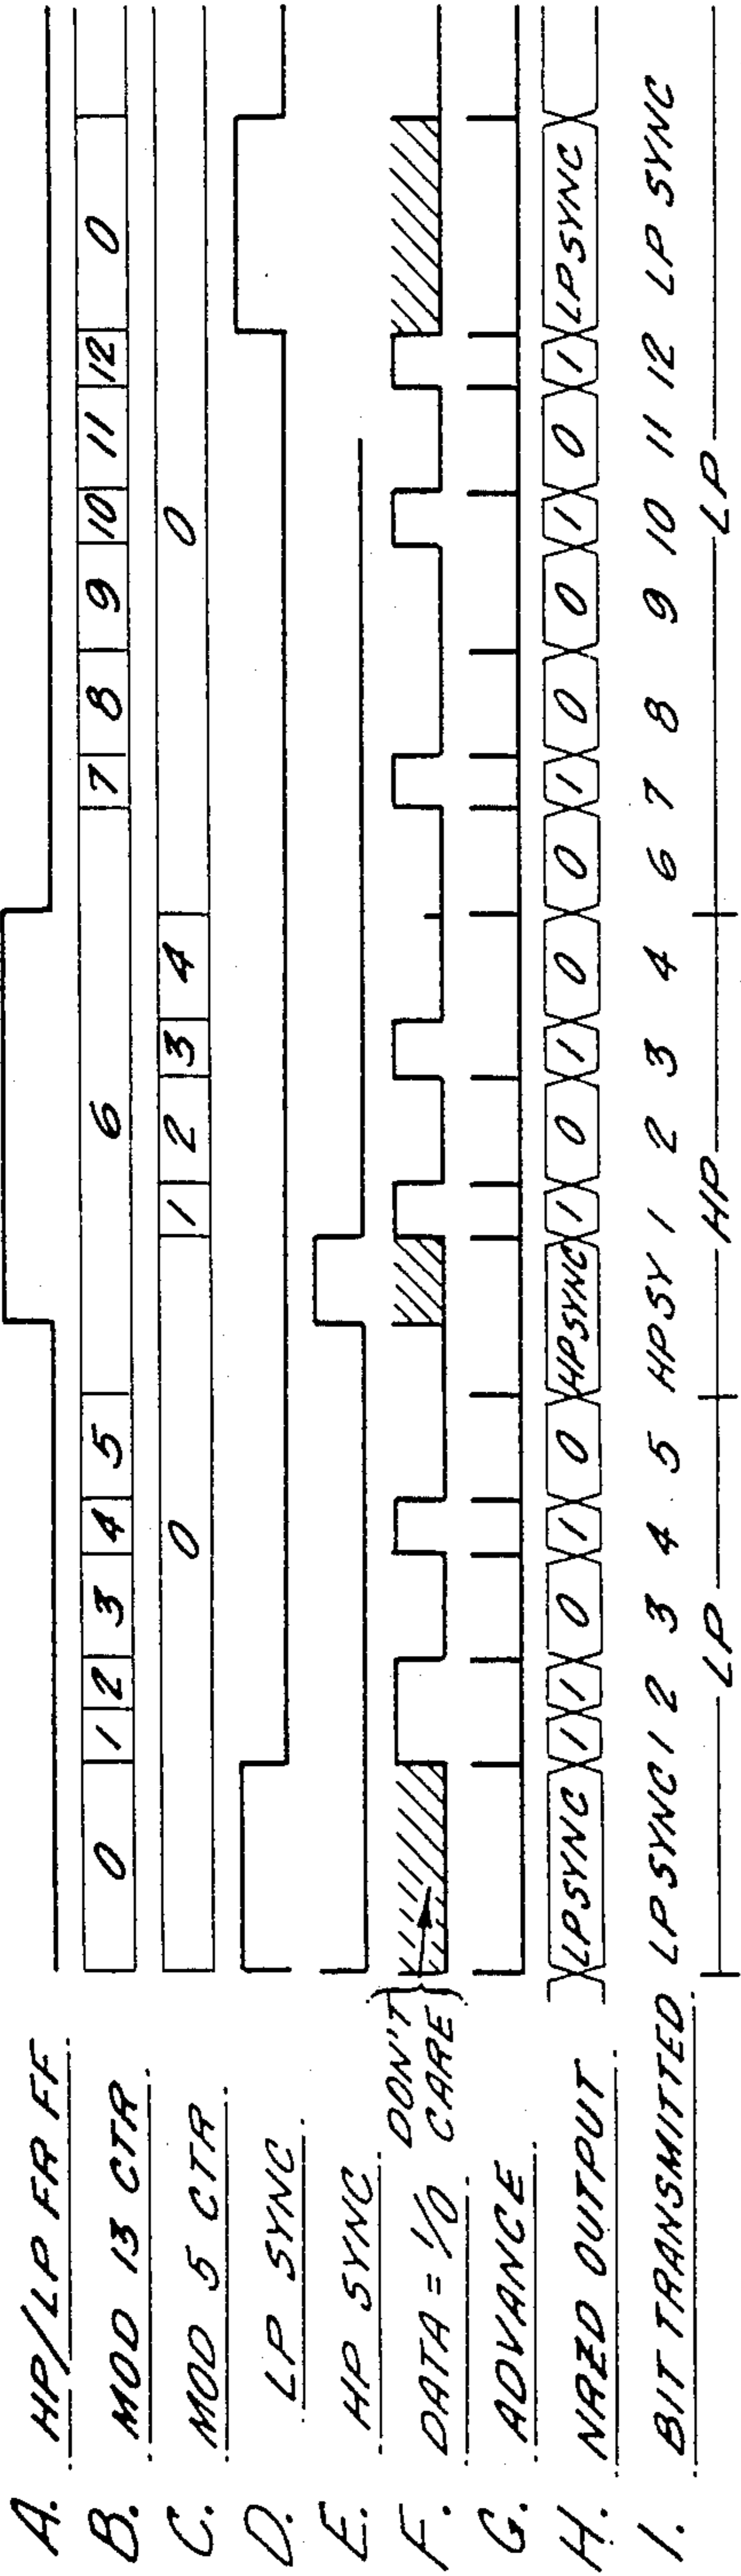 A. HP/LP FR FF
B. MOD 13 CTR 0 1 2 3 4 5 6 7 8 9 10 11 12 0
C. MOD 5 CTR 0 1 2 3 4 0
D. LP SYNC
E. HP SYNC
F. DATA = 1/0 DON'T CARE
G. ADVANCE
H. NRZD OUTPUT LPSYNC 1 1 0 1 0 HPSYNC 1 0 1 0 0 1 0 0 1 0 1 LPSYNC
I. BIT TRANSMITTED LP SYNC 1 2 3 4 5 HPSY 1 2 3 4 6 7 8 9 10 11 12 LP SYNC
LP HP LP